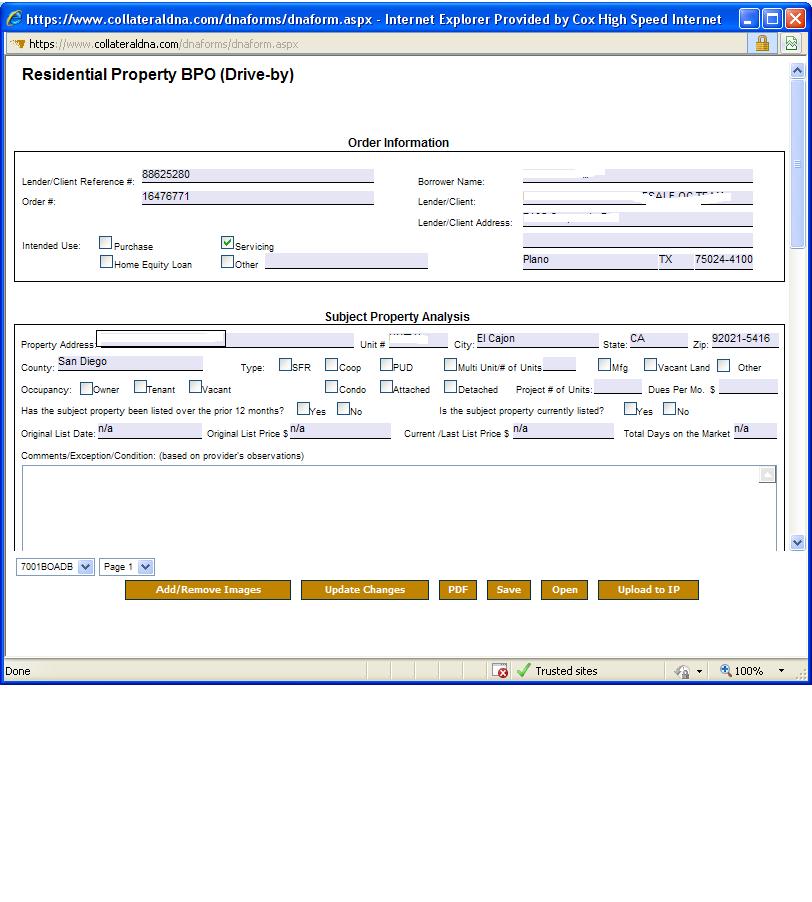 https://www.collateraldna.com/dnaforms/dnaform.aspx - Internet Explorer Provided by Cox High Speed Internet
https://www.collateraldna.com/dnaforms/dnaform.aspx
Residential Property BPO (Drive-by)
Order Information
Lender/Client Reference #: 88625280 Borrower Name:
Order #: 16476771 Lender/Client:
Lender/Client Address:
Intended Use: Purchase Servicing
Home Equity Loan Other Plano TX 75024-4100
Subject Property Analysis
Property Address: Unit # City: El Cajon State: CA Zip: 92021-5416
County: San Diego Type: SFR Coop PUD Multi Unit/# of Units Mfg Vacant Land Other
Occupancy: Owner Tenant Vacant Condo Attached Detached Project # of Units: Dues Per Mo. $
Has the subject property been listed over the prior 12 months? Yes No Is the subject property currently listed? Yes No
Original List Date: n/a Original List Price $ n/a Current /Last List Price $ n/a Total Days on the Market n/a
Comments/Exception/Condition: (based on provider's observations)
7001BOADB Page 1
Add/Remove Images Update Changes PDF Save Open Upload to IP
Done Trusted sites 100%